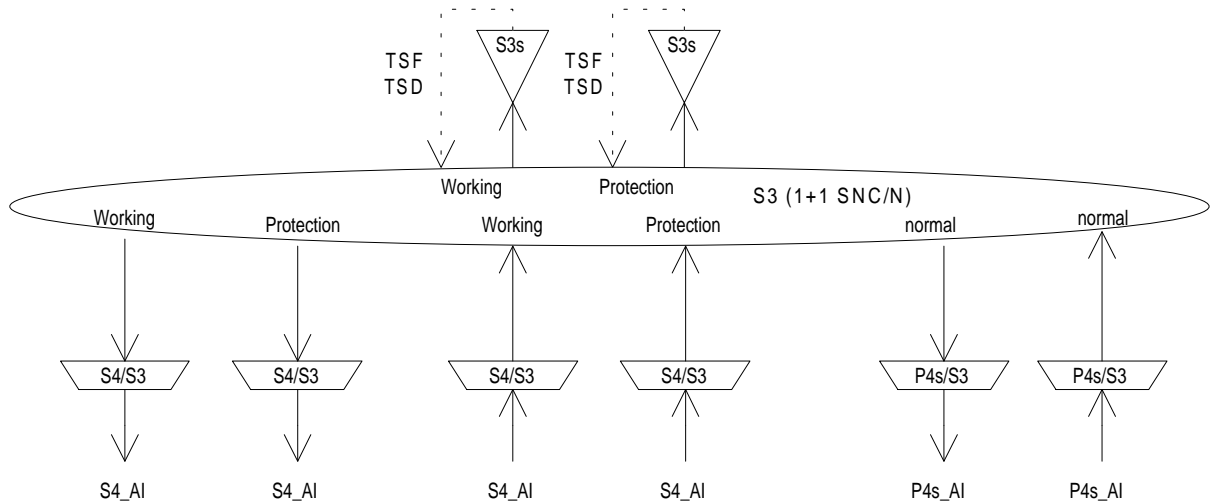 S3s S3s
TSF TSF
TSD TSD
Working Protection S3 (1+1 SNC/N)
Working Protection Working Protection normal normal
S4/S3 S4/S3 S4/S3 S4/S3 P4s/S3 P4s/S3
S4_AI S4_AI S4_AI S4_AI P4s_AI P4s_AI